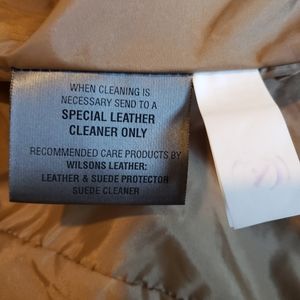 WHEN CLEANING IS
NECESSARY SEND TO A
SPECIAL LEATHER
CLEANER ONLY
RECOMMENDED CARE PRODUCTS BY
WILSONS LEATHER:
LEATHER & SUEDE PROTECTOR
SUEDE CLEANER